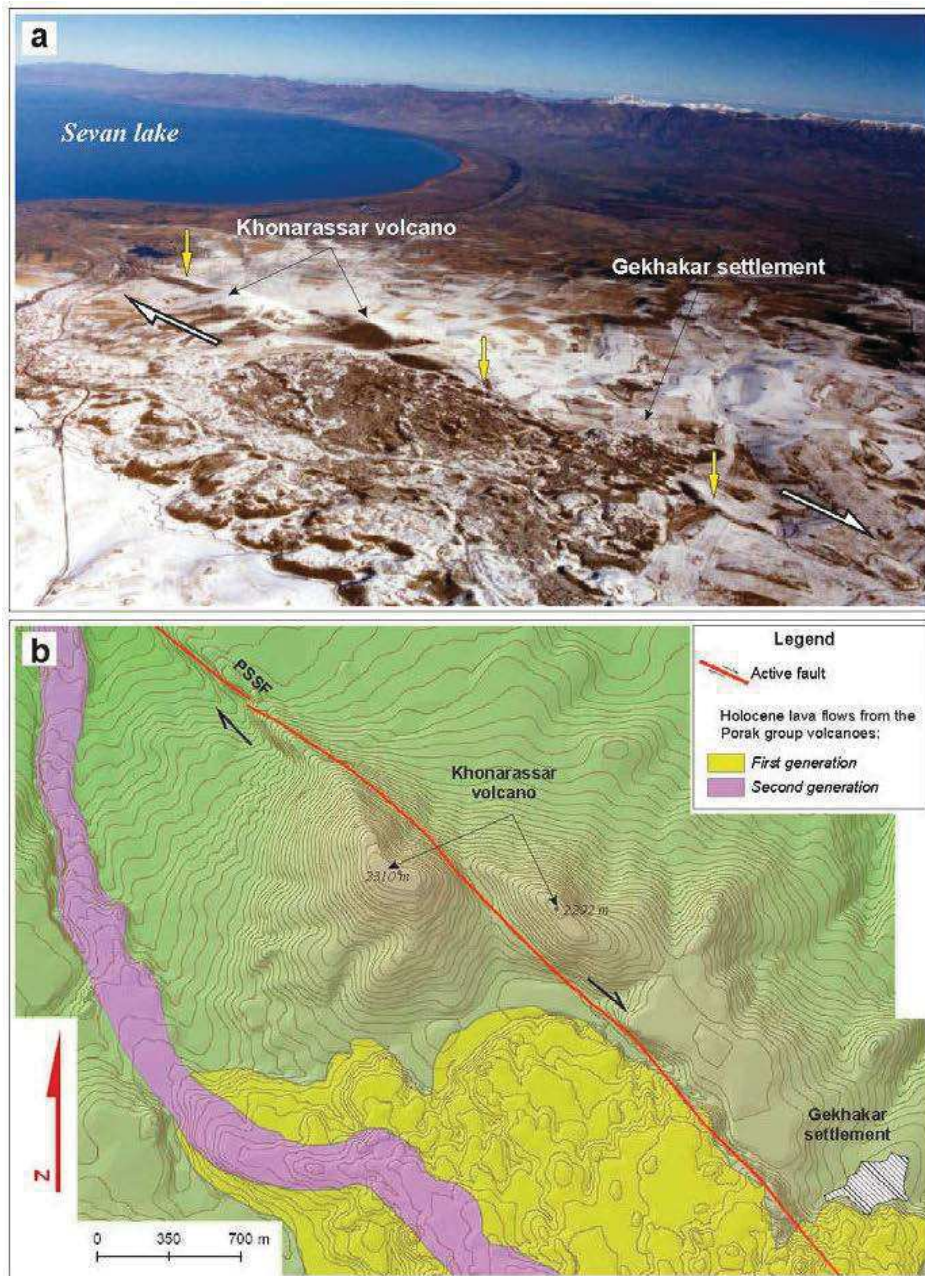 a
Sevan lake
Khonarassar volcano
Gekhakar settlement
b
PSSF
Khonarassar
volcano
2310 m
2292 m
Gekhakar
settlement
N
0 350 700 m
Legend
Active fault
Holocene lava flows from the
Porak group volcanoes:
First generation
Second generation